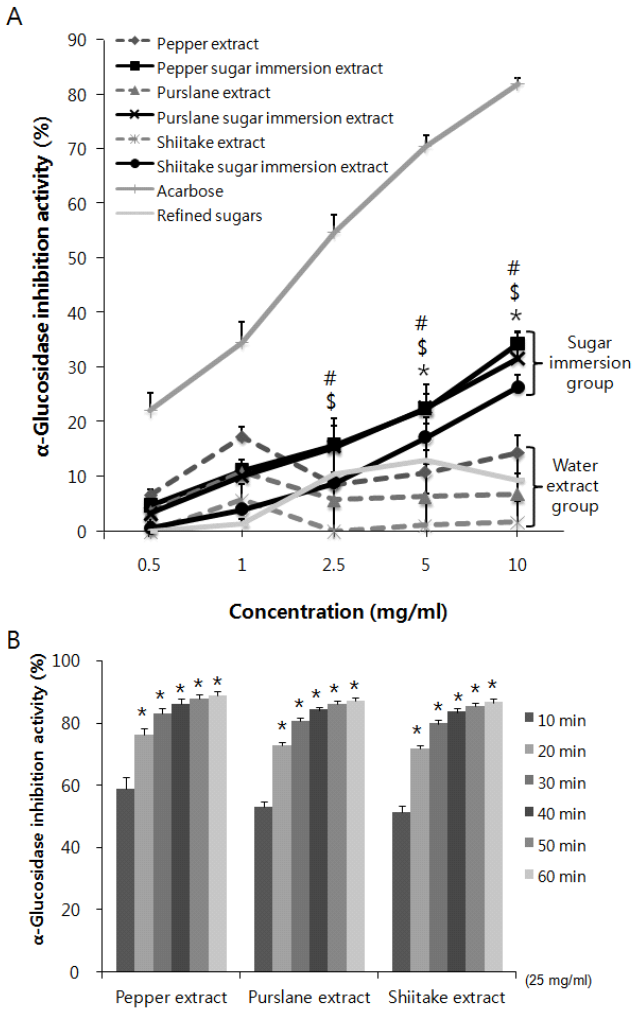 A
α-Glucosidase inhibition activity (%)
90
80
70
60
50
40
30
20
10
0
Pepper extract
Pepper sugar immersion extract
Purslane extract
Purslane sugar immersion extract
Shiitake extract
Shiitake sugar immersion extract
Acarbose
Refined sugars
#
$
#
$
*
#
$
*
Sugar
immersion
group
Water
extract
group
0.5 1 2.5 5 10
Concentration (mg/ml)
B
α-Glucosidase inhibition activity (%)
100
80
60
40
20
0
* * * * * * * * * * * * * * *
10 min
20 min
30 min
40 min
50 min
60 min
Pepper extract Purslane extract Shiitake extract
(25 mg/ml)